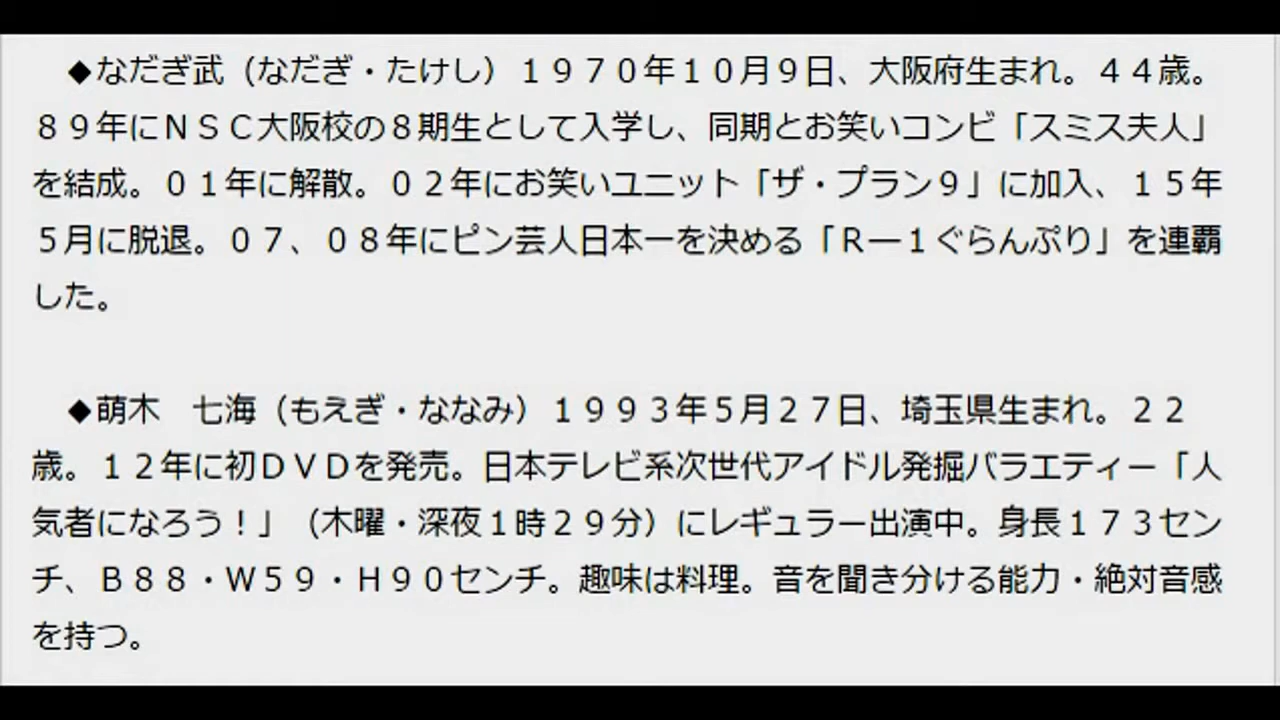 ◆なだぎ武（なだぎ・たけし）１９７０年１０月９日、大阪府生まれ。４４歳。
８９年にＮＳＣ大阪校の８期生として入学し、同期とお笑いコンビ「スミス夫人」
を結成。０１年に解散。０２年にお笑いユニット「ザ・プラン９」に加入、１５年
５月に脱退。０７、０８年にピン芸人日本一を決める「Ｒ―１ぐらんぷり」を連覇
した。
◆萌木　七海（もえぎ・ななみ）１９９３年５月２７日、埼玉県生まれ。２２
歳。１２年に初ＤＶＤを発売。日本テレビ系次世代アイドル発掘バラエティー「人
気者になろう！」（木曜・深夜１時２９分）にレギュラー出演中。身長１７３セン
チ、Ｂ８８・Ｗ５９・Ｈ９０センチ。趣味は料理。音を聞き分ける能力・絶対音感
を持つ。